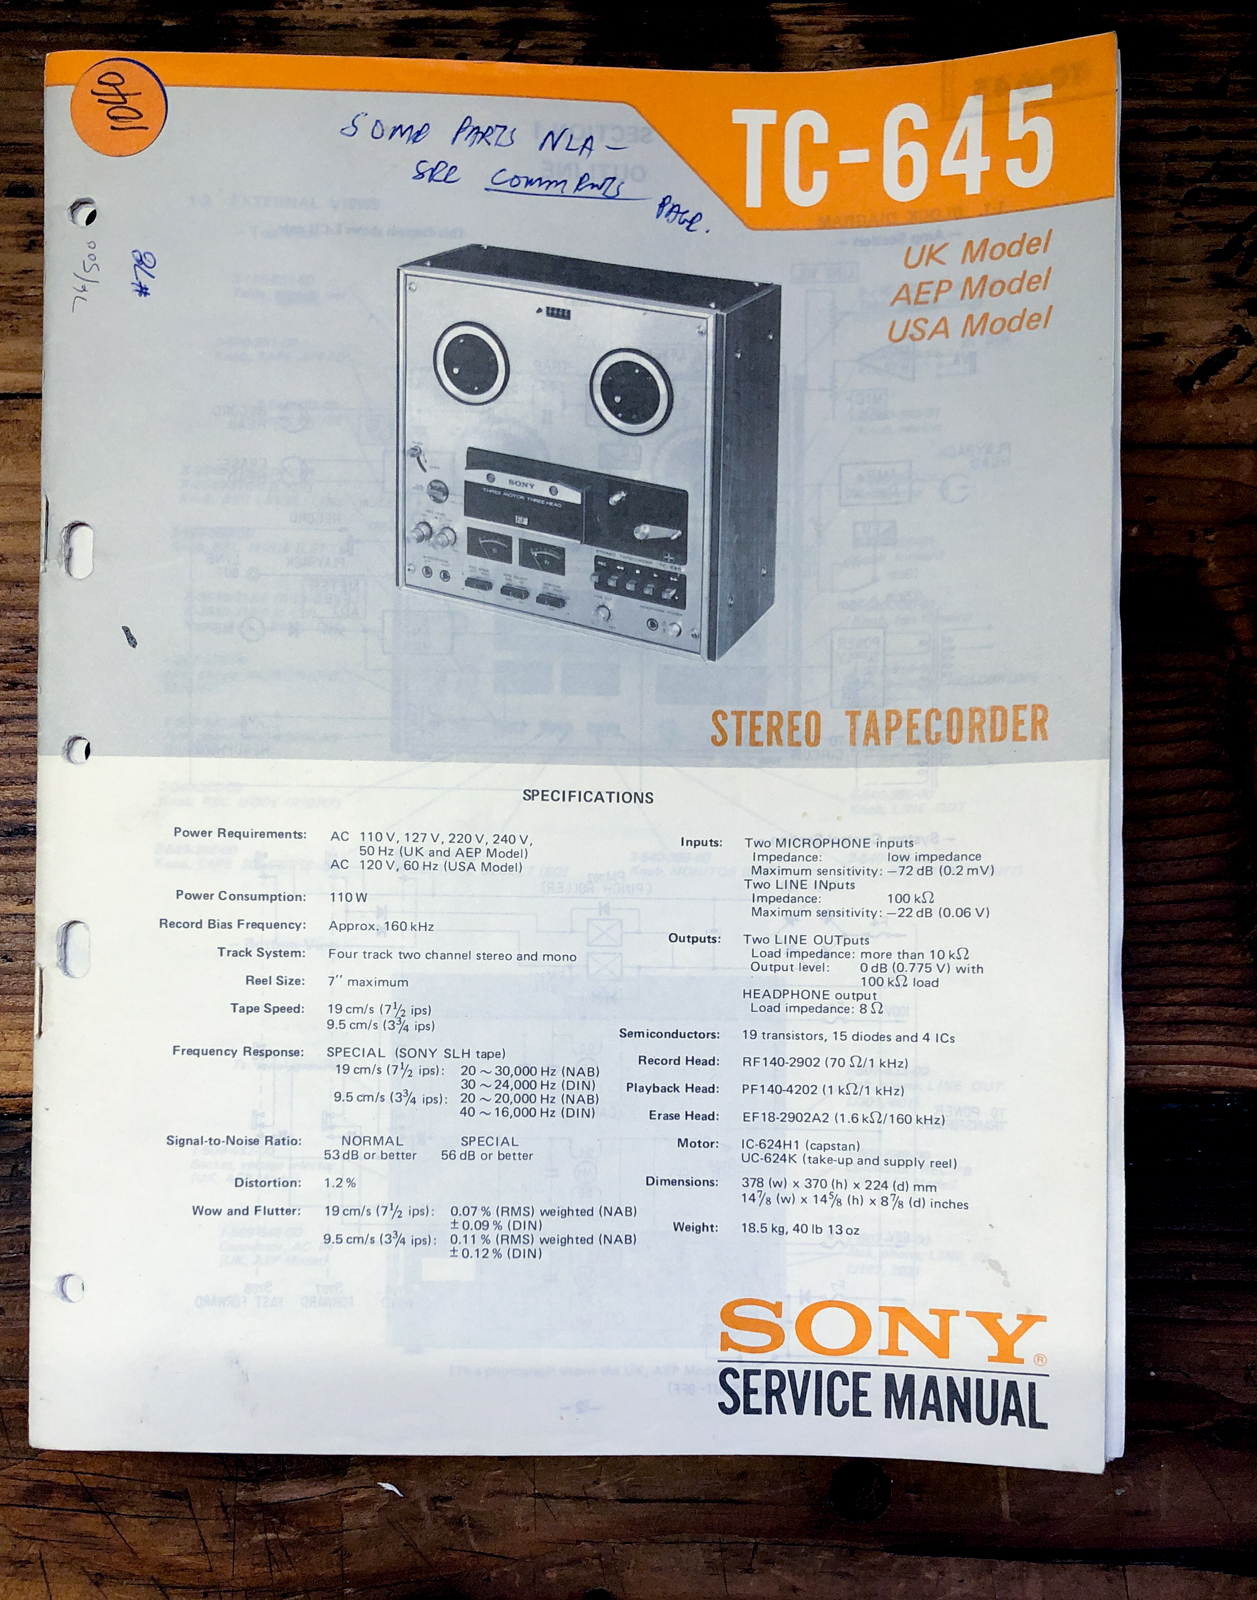 1040
TC-645
SOME PARTS NLA —
SEE COMMENTS
PAGE.
UK Model
AEP Model
USA Model
SONY
THREE MOTOR THREE HEAD
STEREO TAPECORDER TC-645
STEREO TAPECORDER
SPECIFICATIONS
Power Requirements: AC 110 V, 127 V, 220 V, 240 V,
50 Hz (UK and AEP Model)
AC 120 V, 60 Hz (USA Model)
Power Consumption: 110 W
Record Bias Frequency: Approx. 160 kHz
Track System: Four track two channel stereo and mono
Reel Size: 7″ maximum
Tape Speed: 19 cm/s (7½ ips)
9.5 cm/s (3¾ ips)
Frequency Response: SPECIAL (SONY SLH tape)
19 cm/s (7½ ips): 20 ~ 30,000 Hz (NAB)
30 ~ 24,000 Hz (DIN)
9.5 cm/s (3¾ ips): 20 ~ 20,000 Hz (NAB)
40 ~ 16,000 Hz (DIN)
Signal-to-Noise Ratio: NORMAL SPECIAL
53 dB or better 56 dB or better
Distortion: 1.2 %
Wow and Flutter: 19 cm/s (7½ ips): 0.07 % (RMS) weighted (NAB)
± 0.09 % (DIN)
9.5 cm/s (3¾ ips): 0.11 % (RMS) weighted (NAB)
± 0.12 % (DIN)
Inputs: Two MICROPHONE inputs
Impedance: low impedance
Maximum sensitivity: −72 dB (0.2 mV)
Two LINE INputs
Impedance: 100 kΩ
Maximum sensitivity: −22 dB (0.06 V)
Outputs: Two LINE OUTputs
Load impedance: more than 10 kΩ
Output level: 0 dB (0.775 V) with
100 kΩ load
HEADPHONE output
Load impedance: 8 Ω
Semiconductors: 19 transistors, 15 diodes and 4 ICs
Record Head: RF140-2902 (70 Ω/1 kHz)
Playback Head: PF140-4202 (1 kΩ/1 kHz)
Erase Head: EF18-2902A2 (1.6 kΩ/160 kHz)
Motor: IC-624H1 (capstan)
UC-624K (take-up and supply reel)
Dimensions: 378 (w) x 370 (h) x 224 (d) mm
14⅞ (w) x 14⅝ (h) x 8⅞ (d) inches
Weight: 18.5 kg, 40 lb 13 oz
SONY®
SERVICE MANUAL